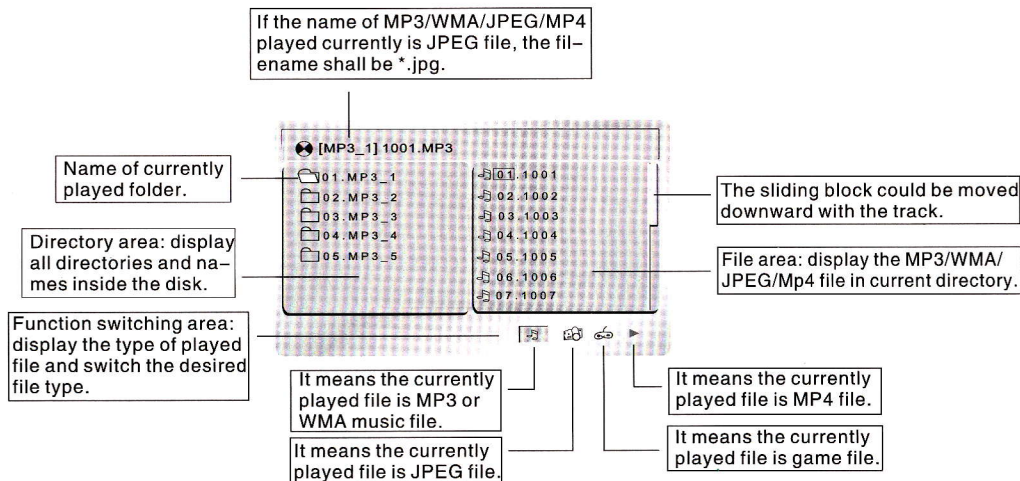 If the name of MP3/WMA/JPEG/MP4
played currently is JPEG file, the fil-
ename shall be *.jpg.
[MP3_1] 1001.MP3
Name of currently
played folder.
01.MP3_1
02.MP3_2
03.MP3_3
04.MP3_4
05.MP3_5
01.1001
02.1002
03.1003
04.1004
05.1005
06.1006
07.1007
The sliding block could be moved
downward with the track.
Directory area: display
all directories and na-
mes inside the disk.
File area: display the MP3/WMA/
JPEG/Mp4 file in current directory.
Function switching area:
display the type of played
file and switch the desired
file type.
It means the currently
played file is MP3 or
WMA music file.
It means the currently
played file is MP4 file.
It means the currently
played file is JPEG file.
It means the currently
played file is game file.